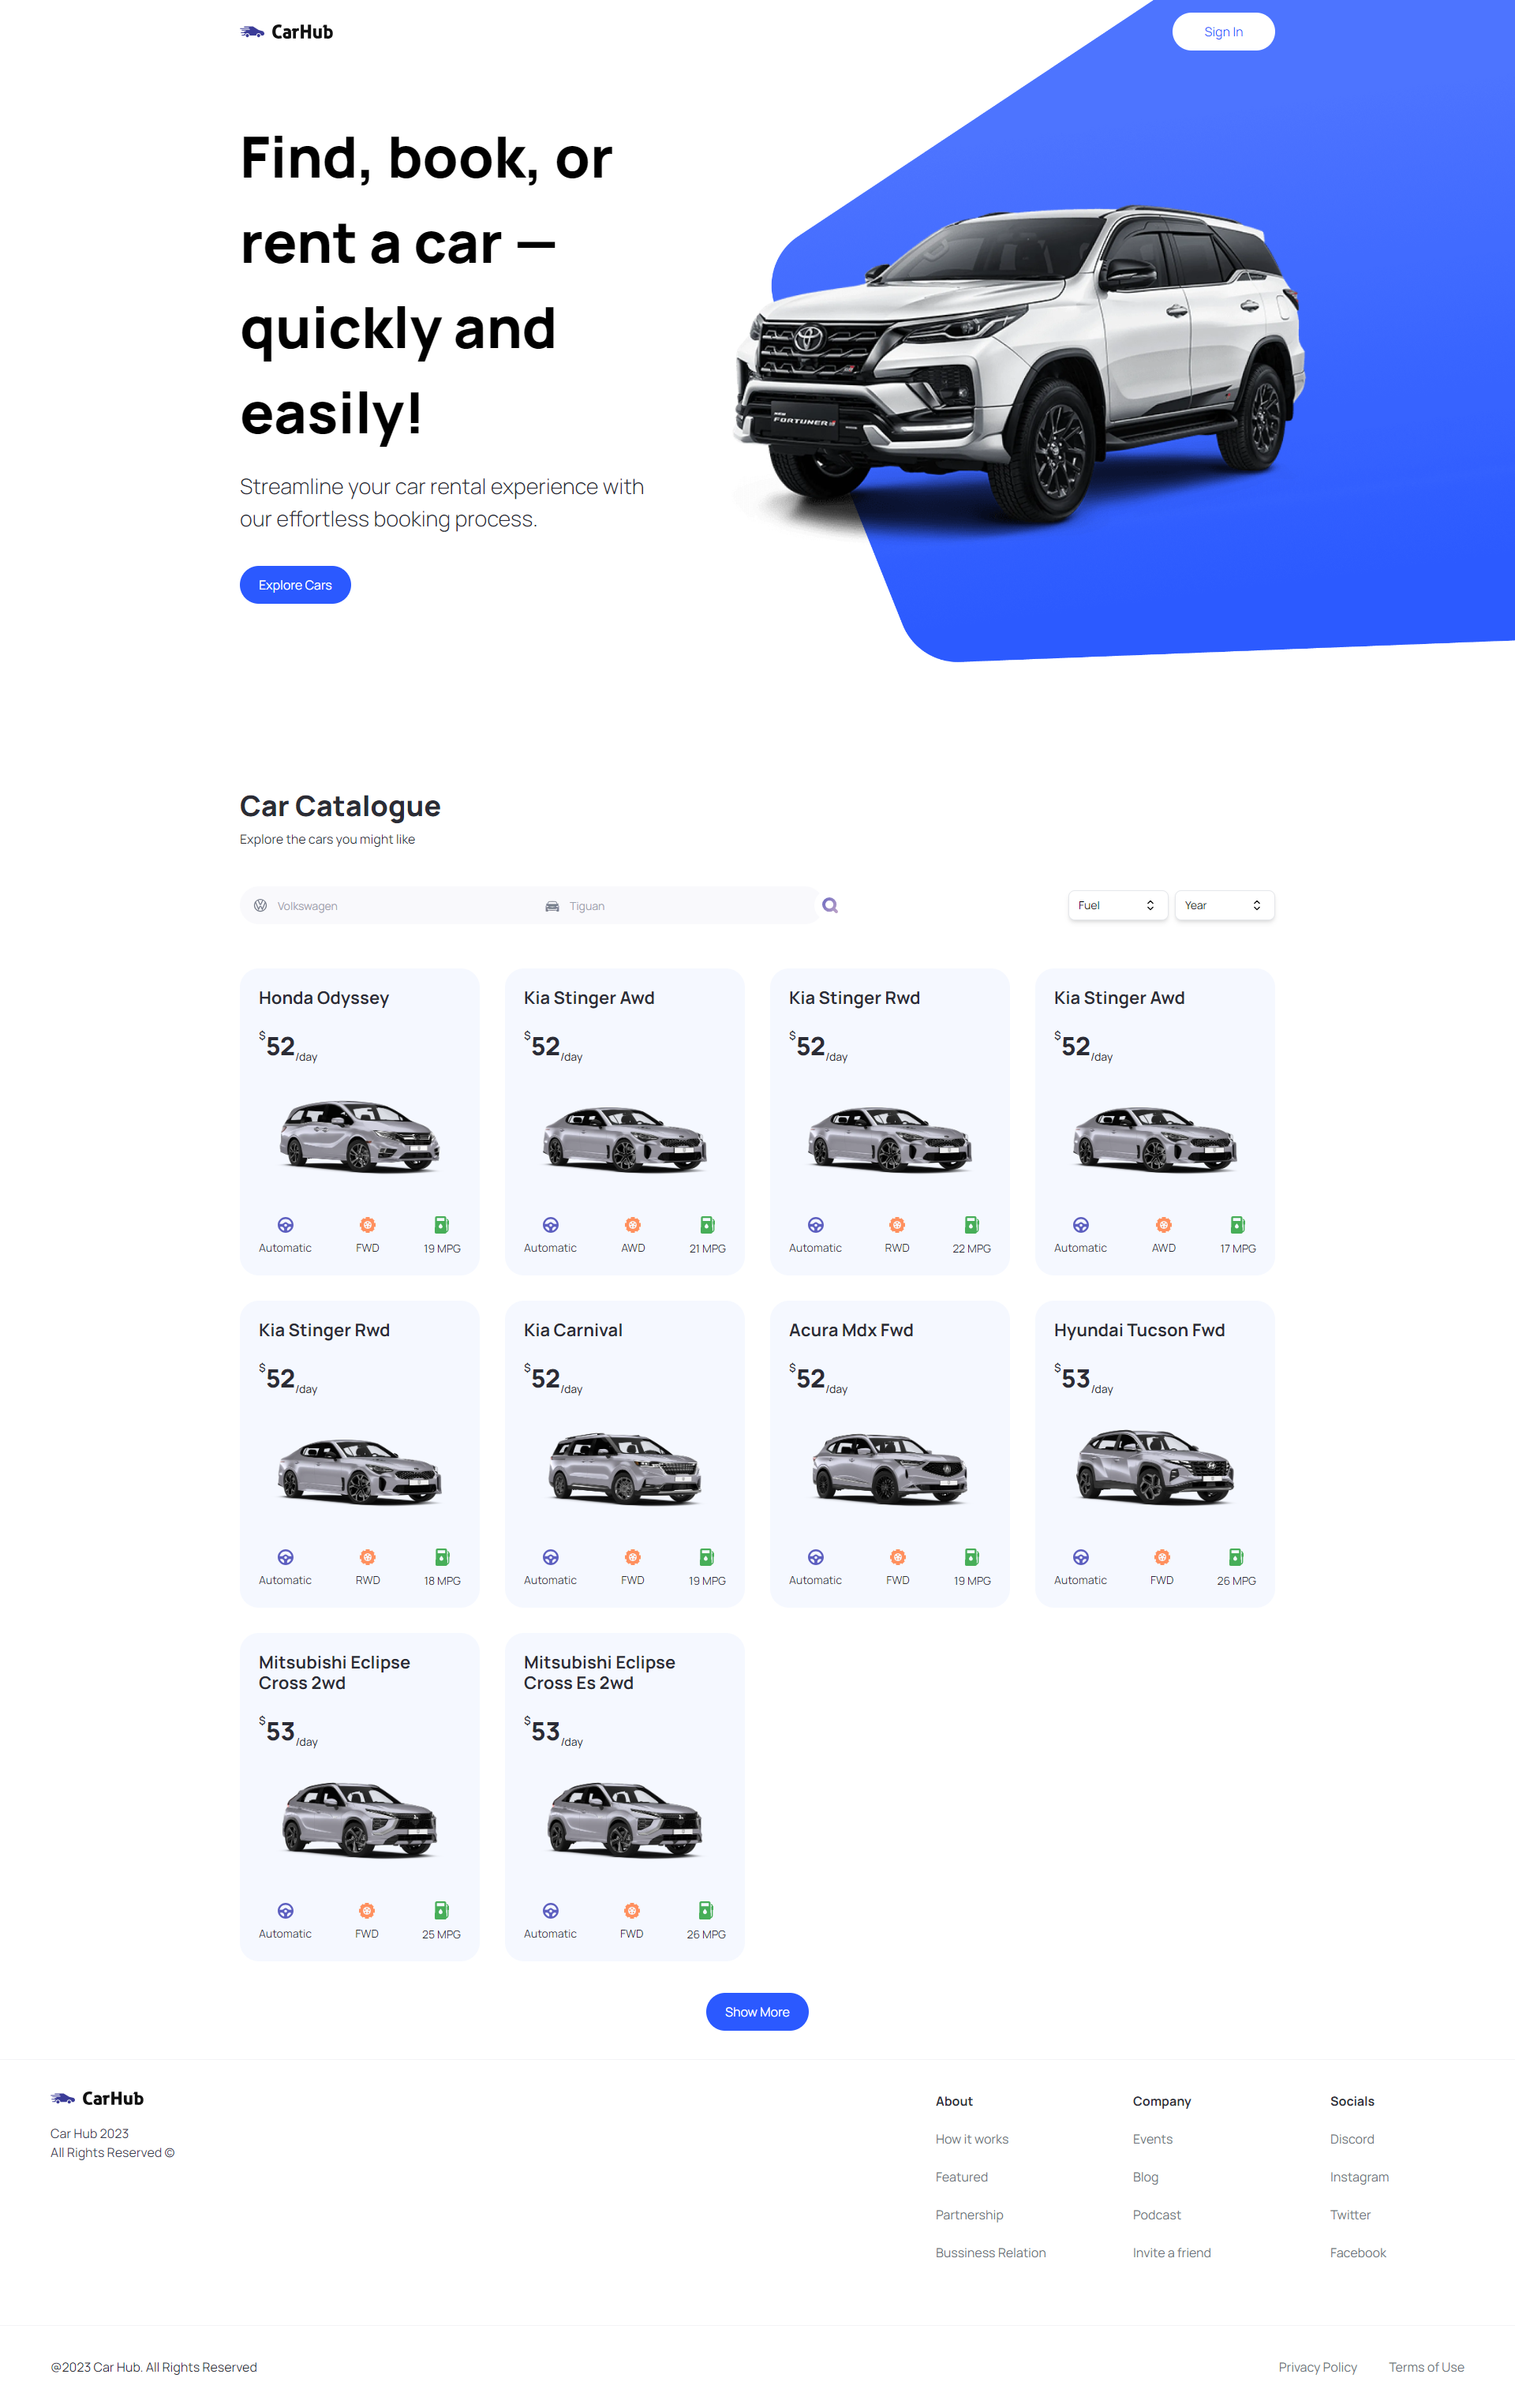 CarHub
Sign In
Find, book, or
rent a car —
quickly and
easily!
FORTUNER
Streamline your car rental experience with
our effortless booking process.
Explore Cars
Car Catalogue
Explore the cars you might like
Volkswagen
Tiguan
Fuel
Year
Honda Odyssey
$52/day
Automatic
FWD
19 MPG
Kia Stinger Awd
$52/day
Automatic
AWD
21 MPG
Kia Stinger Rwd
$52/day
Automatic
RWD
22 MPG
Kia Stinger Awd
$52/day
Automatic
AWD
17 MPG
Kia Stinger Rwd
$52/day
Automatic
RWD
18 MPG
Kia Carnival
$52/day
Automatic
FWD
19 MPG
Acura Mdx Fwd
$52/day
Automatic
FWD
19 MPG
Hyundai Tucson Fwd
$53/day
Automatic
FWD
26 MPG
Mitsubishi Eclipse
Cross 2wd
$53/day
Automatic
FWD
25 MPG
Mitsubishi Eclipse
Cross Es 2wd
$53/day
Automatic
FWD
26 MPG
Show More
CarHub
Car Hub 2023
All Rights Reserved ©
About
How it works
Featured
Partnership
Bussiness Relation
Company
Events
Blog
Podcast
Invite a friend
Socials
Discord
Instagram
Twitter
Facebook
@2023 Car Hub. All Rights Reserved
Privacy Policy
Terms of Use